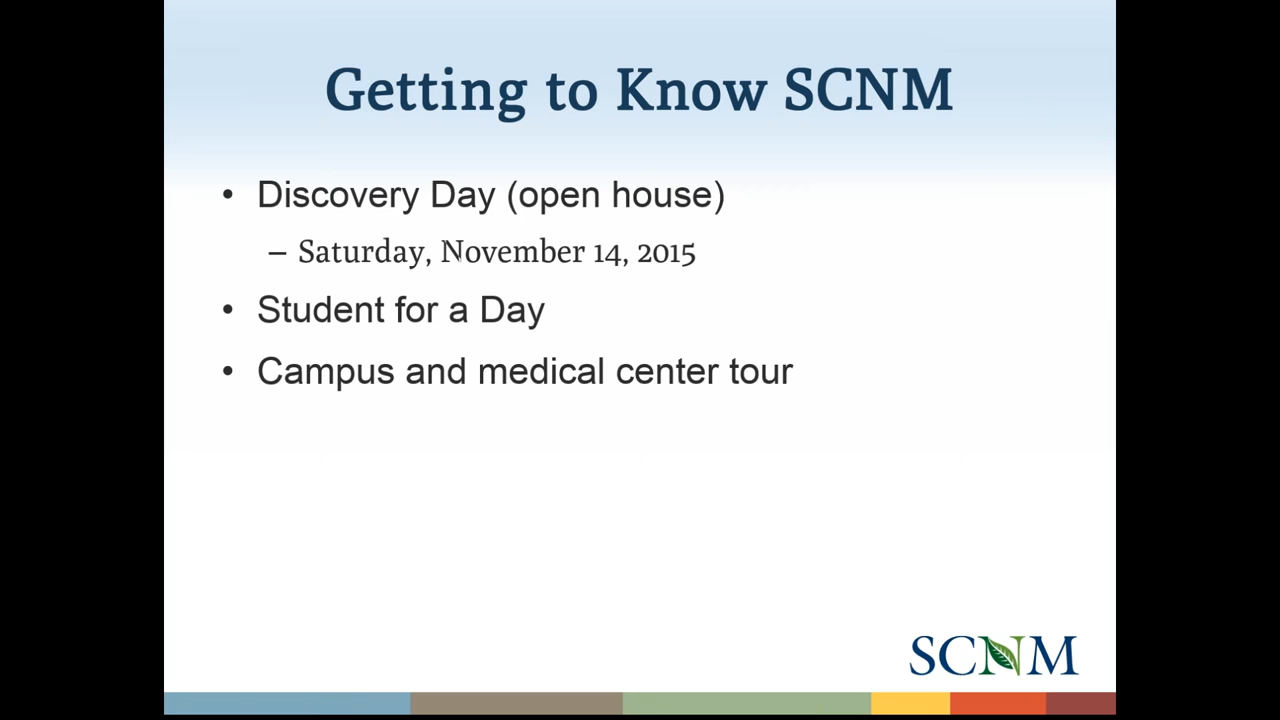 Getting to Know SCNM
• Discovery Day (open house)
– Saturday, November 14, 2015
• Student for a Day
• Campus and medical center tour
SCNM